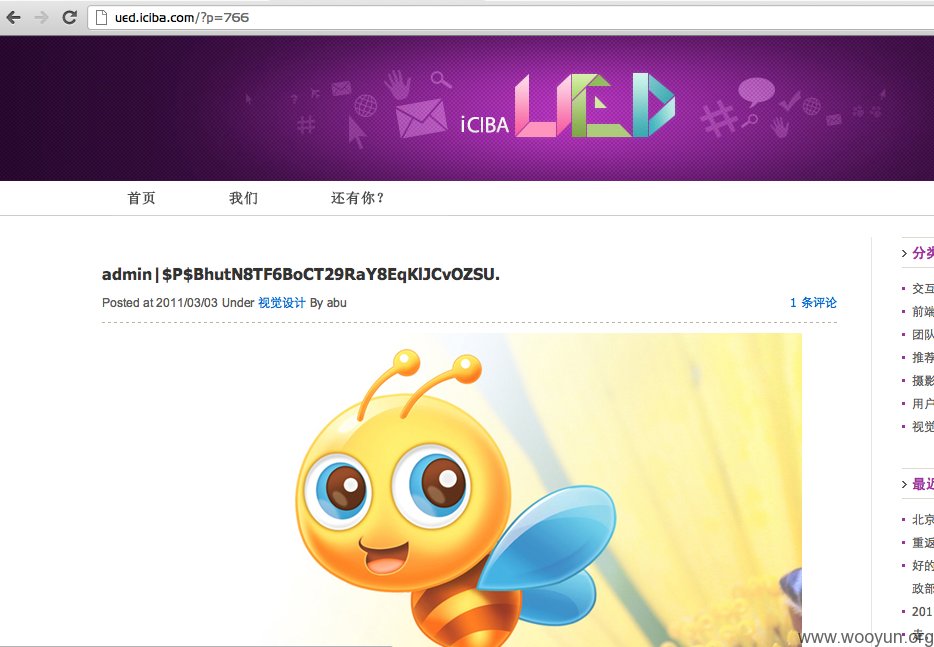 ued.iciba.com/?p=766
iCIBA UED
首页 我们 还有你?
admin|$P$BhutN8TF6BoCT29RaY8EqKlJCvOZSU.
Posted at 2011/03/03 Under 视觉设计 By abu 1 条评论
> 分类
交互
前端
团队
推荐
摄影
用户
视觉
> 最近
北京
重返
好的
政部
201
www.wooyun.org